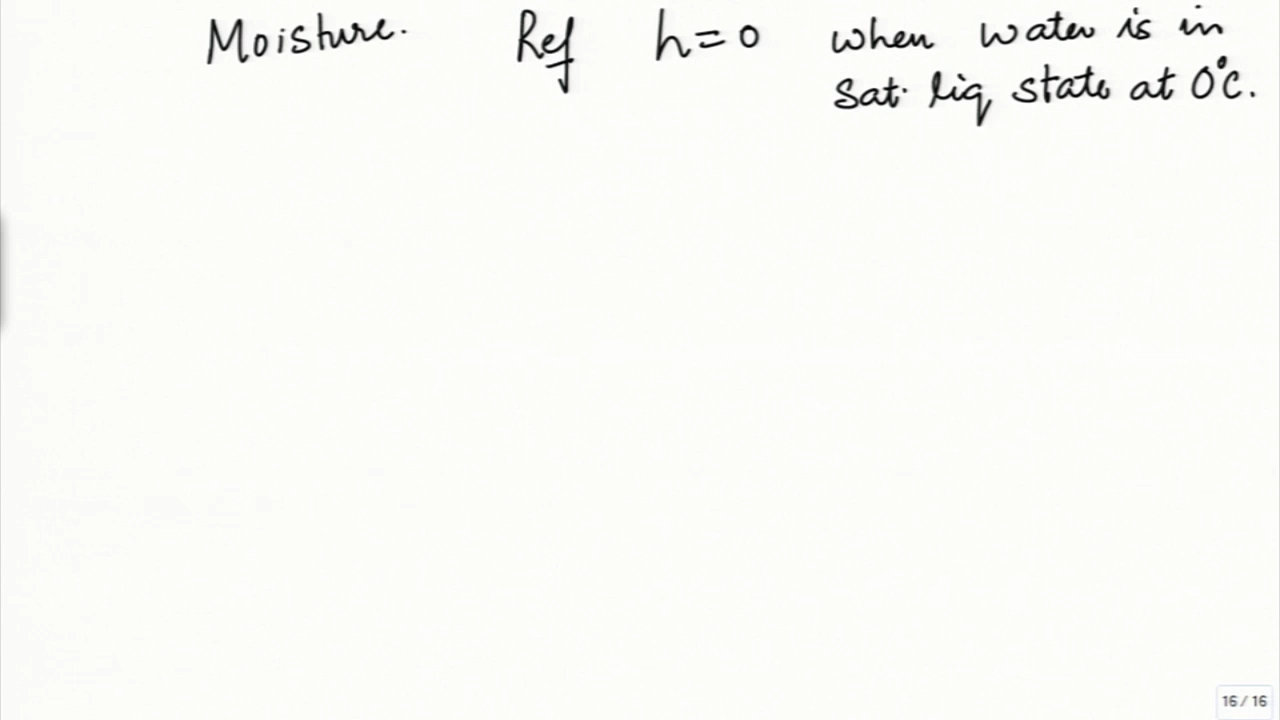 Moisture. Ref h=0 when water is in
Sat. liq state at 0°C.
16 / 16